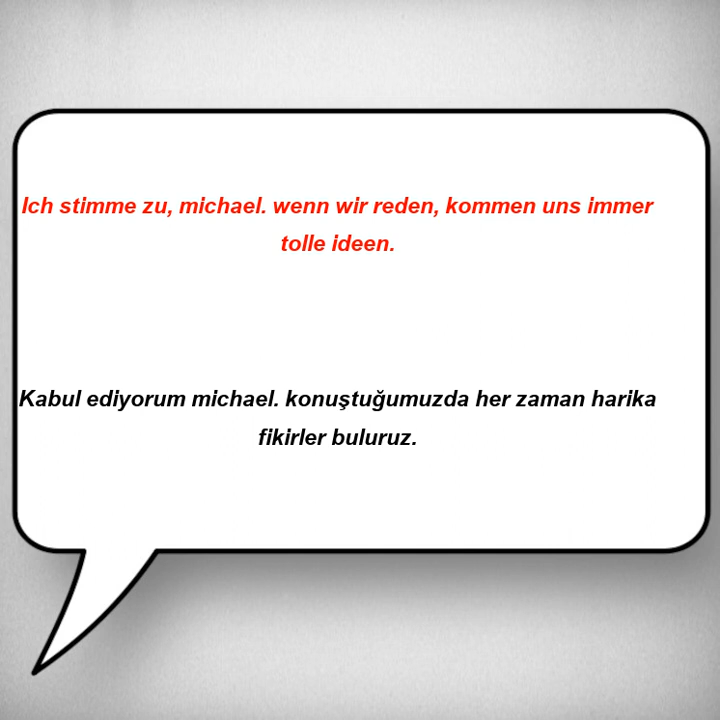 Ich stimme zu, michael. wenn wir reden, kommen uns immer
tolle ideen.
Kabul ediyorum michael. konuştuğumuzda her zaman harika
fikirler buluruz.